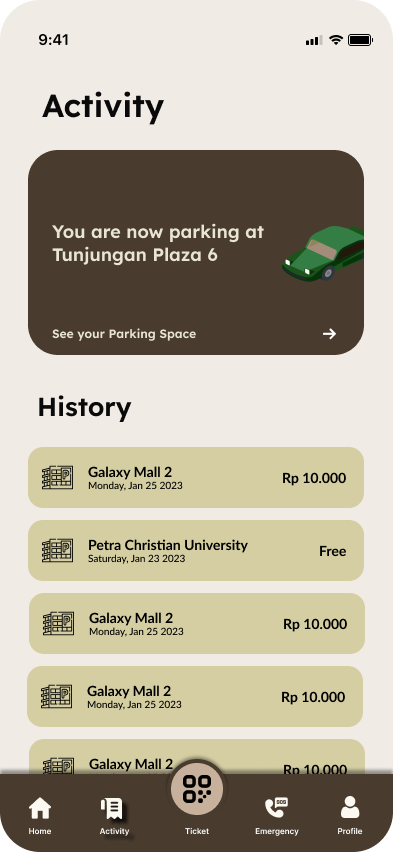 9:41
Activity
You are now parking at
Tunjungan Plaza 6
See your Parking Space
History
Galaxy Mall 2
Monday, Jan 25 2023
Rp 10.000
Petra Christian University
Saturday, Jan 23 2023
Free
Galaxy Mall 2
Monday, Jan 25 2023
Rp 10.000
Galaxy Mall 2
Monday, Jan 25 2023
Rp 10.000
Galaxy Mall 2
Rp 10.000
SOS
Home
Activity
Ticket
Emergency
Profile